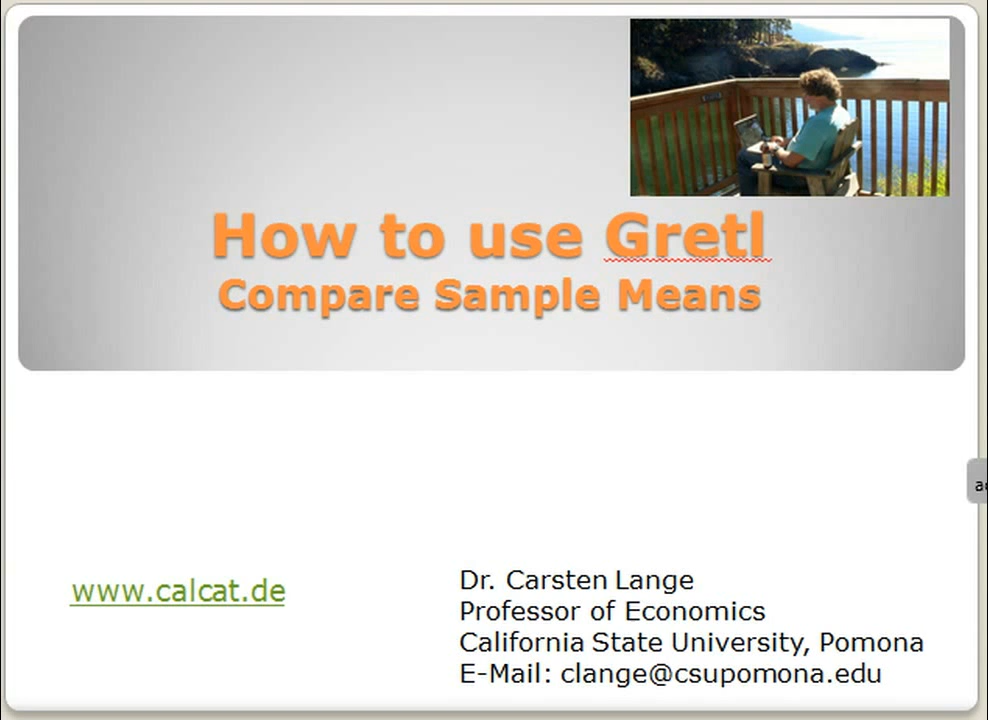 How to use Gretl
Compare Sample Means
www.calcat.de
Dr. Carsten Lange
Professor of Economics
California State University, Pomona
E-Mail: clange@csupomona.edu